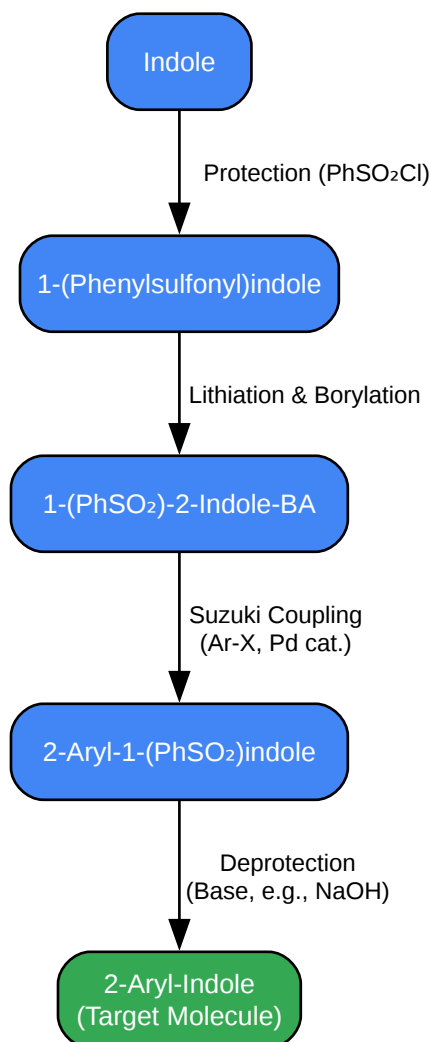 Indole
Protection (PhSO₂Cl)
1-(Phenylsulfonyl)indole
Lithiation & Borylation
1-(PhSO₂)-2-Indole-BA
Suzuki Coupling
(Ar-X, Pd cat.)
2-Aryl-1-(PhSO₂)indole
Deprotection
(Base, e.g., NaOH)
2-Aryl-Indole
(Target Molecule)